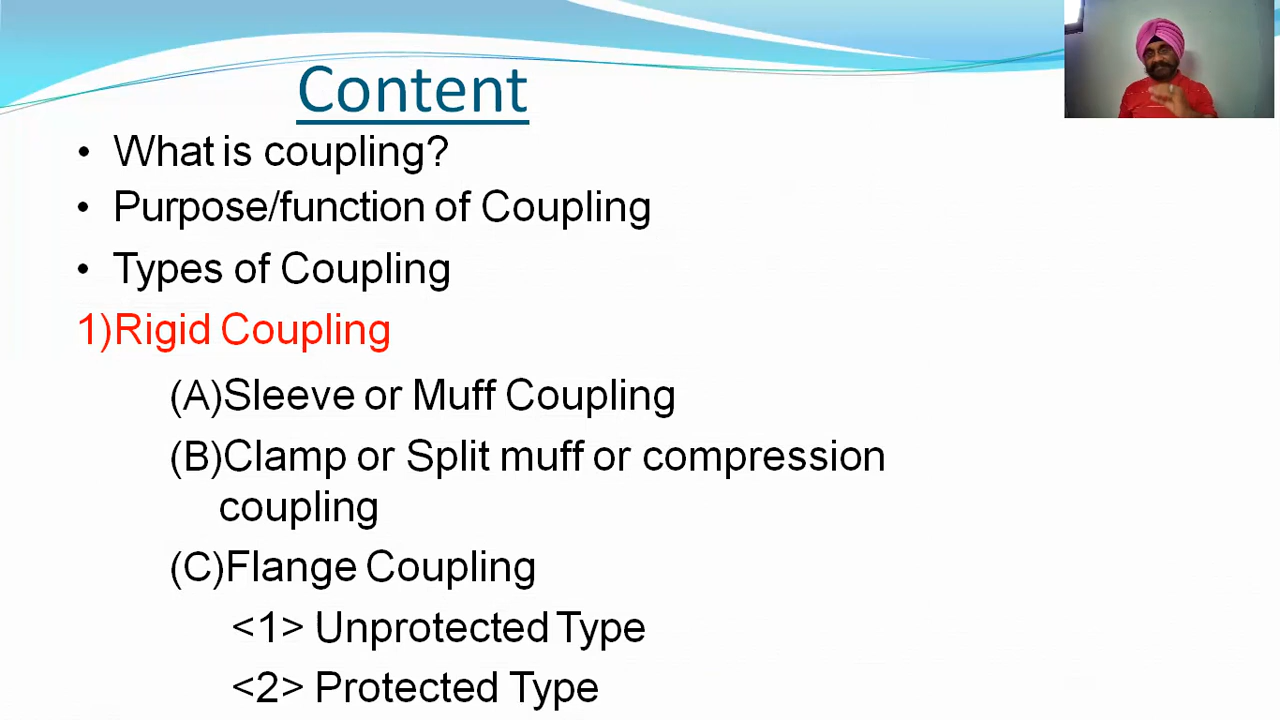 Content
• What is coupling?
• Purpose/function of Coupling
• Types of Coupling
1)Rigid Coupling
(A)Sleeve or Muff Coupling
(B)Clamp or Split muff or compression
coupling
(C)Flange Coupling
<1> Unprotected Type
<2> Protected Type